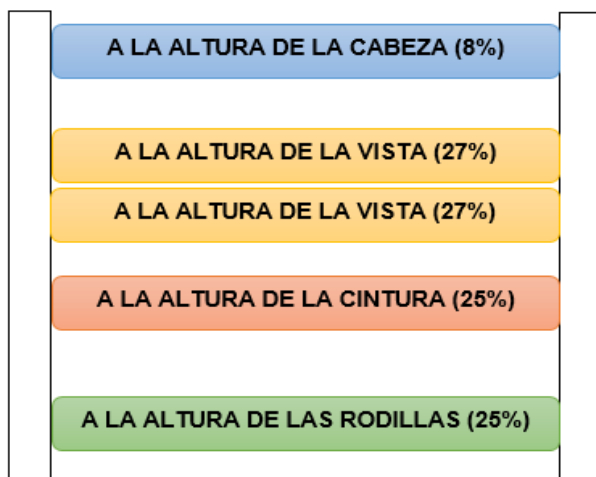 A LA ALTURA DE LA CABEZA (8%)
A LA ALTURA DE LA VISTA (27%)
A LA ALTURA DE LA VISTA (27%)
A LA ALTURA DE LA CINTURA (25%)
A LA ALTURA DE LAS RODILLAS (25%)